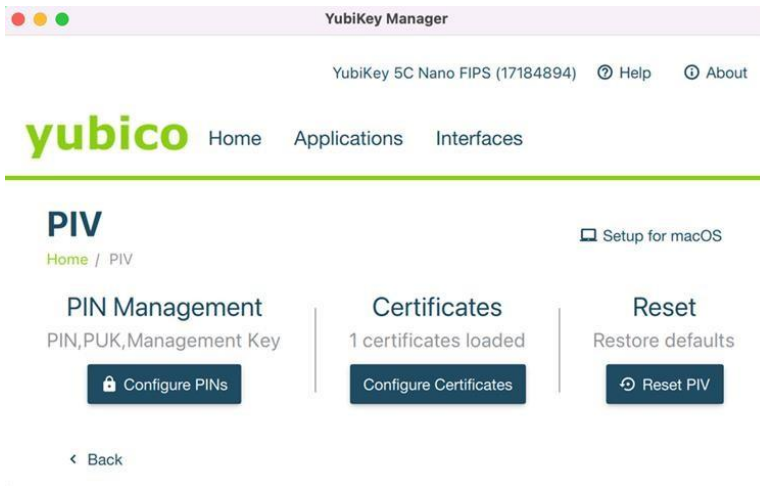 YubiKey Manager
YubiKey 5C Nano FIPS (17184894) Help About
yubico Home Applications Interfaces
PIV
Setup for macOS
Home / PIV
PIN Management Certificates Reset
PIN,PUK,Management Key 1 certificates loaded Restore defaults
Configure PINs Configure Certificates Reset PIV
Back